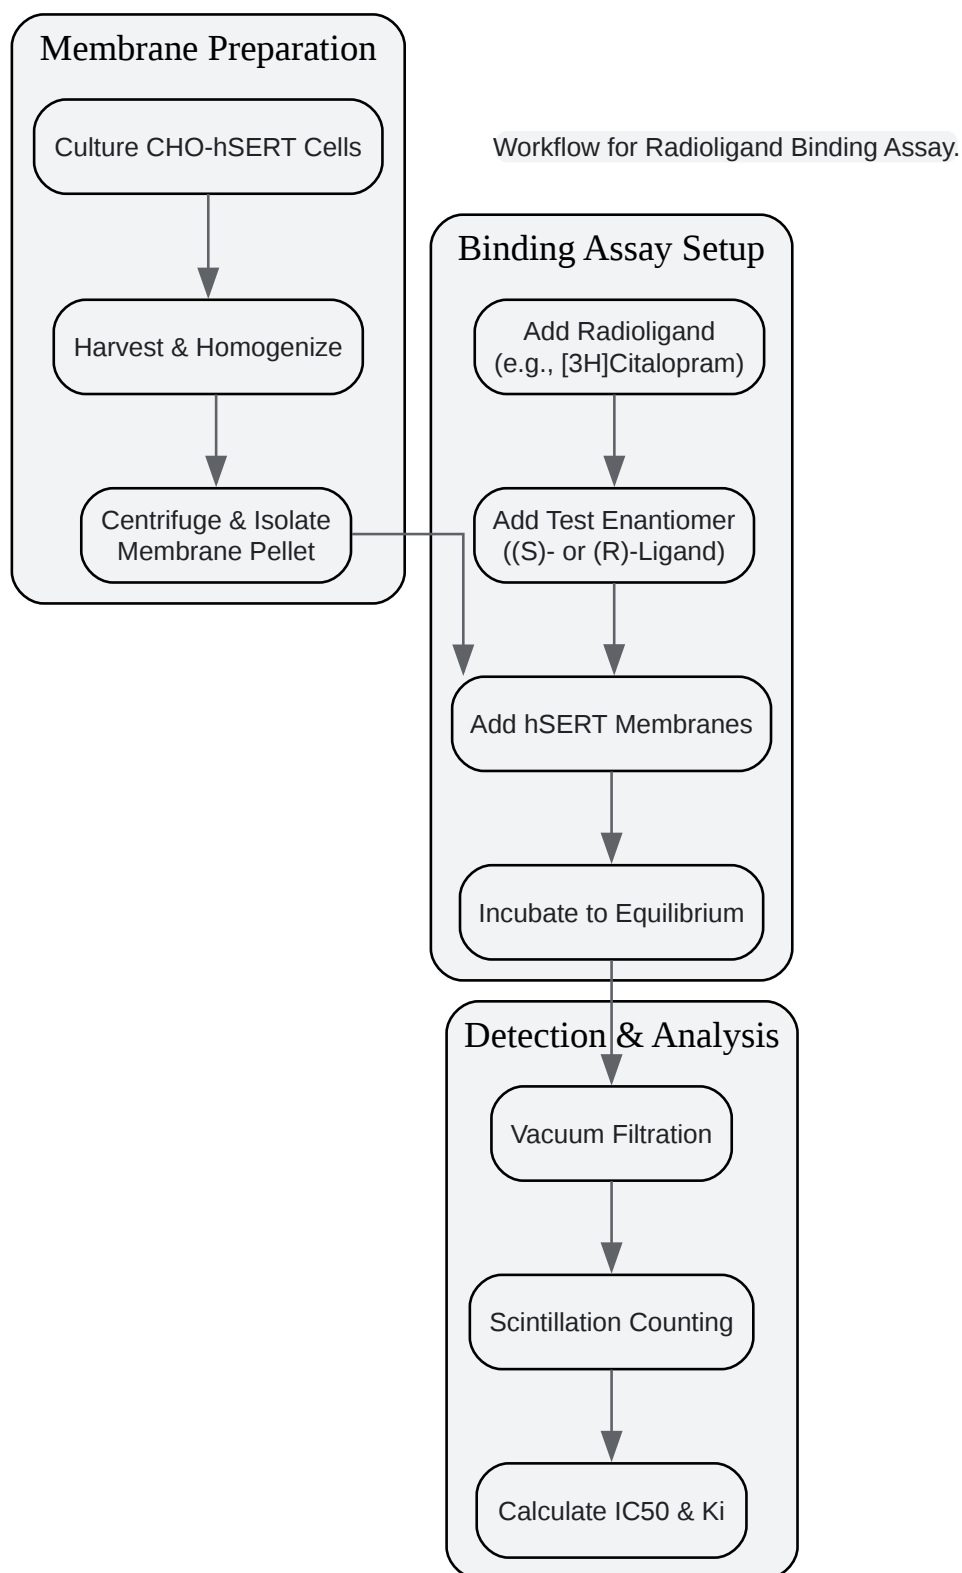 Membrane Preparation
Culture CHO-hSERT Cells
Harvest & Homogenize
Centrifuge & Isolate
Membrane Pellet
Workflow for Radioligand Binding Assay.
Binding Assay Setup
Add Radioligand
(e.g., [3H]Citalopram)
Add Test Enantiomer
((S)- or (R)-Ligand)
Add hSERT Membranes
Incubate to Equilibrium
Detection & Analysis
Vacuum Filtration
Scintillation Counting
Calculate IC50 & Ki